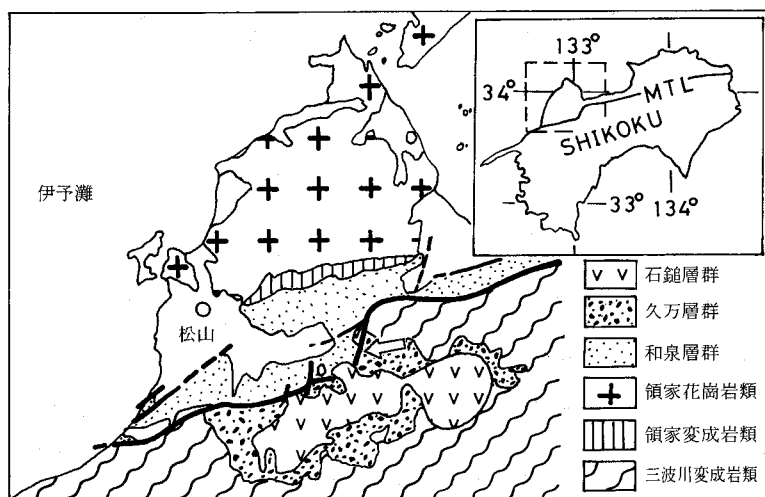 伊予灘
松山
133°
34°
MTL
SHIKOKU
33°
134°
石鎚層群
久万層群
和泉層群
領家花崗岩類
領家変成岩類
三波川変成岩類